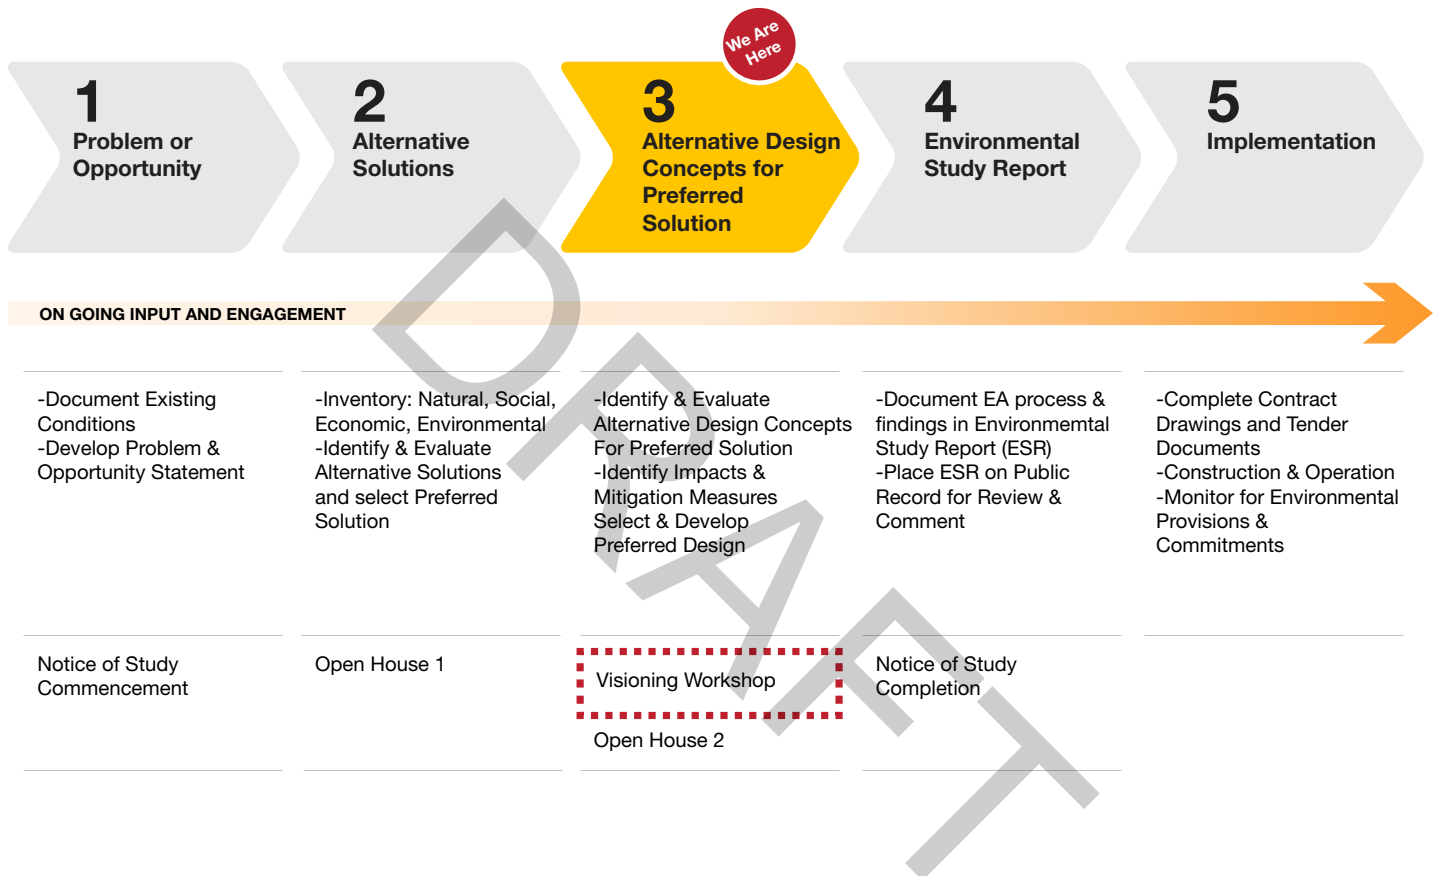 We Are
Here
1
Problem or
Opportunity
2
Alternative
Solutions
3
Alternative Design
Concepts for
Preferred
Solution
4
Environmental
Study Report
5
Implementation
ON GOING INPUT AND ENGAGEMENT
-Document Existing
Conditions
-Develop Problem &
Opportunity Statement
-Inventory: Natural, Social,
Economic, Environmental
-Identify & Evaluate
Alternative Solutions
and select Preferred
Solution
-Identify & Evaluate
Alternative Design Concepts
For Preferred Solution
-Identify Impacts &
Mitigation Measures
Select & Develop
Preferred Design
-Document EA process &
findings in Environmemtal
Study Report (ESR)
-Place ESR on Public
Record for Review &
Comment
-Complete Contract
Drawings and Tender
Documents
-Construction & Operation
-Monitor for Environmental
Provisions &
Commitments
Notice of Study
Commencement
Open House 1
Visioning Workshop
Open House 2
Notice of Study
Completion
DRAFT